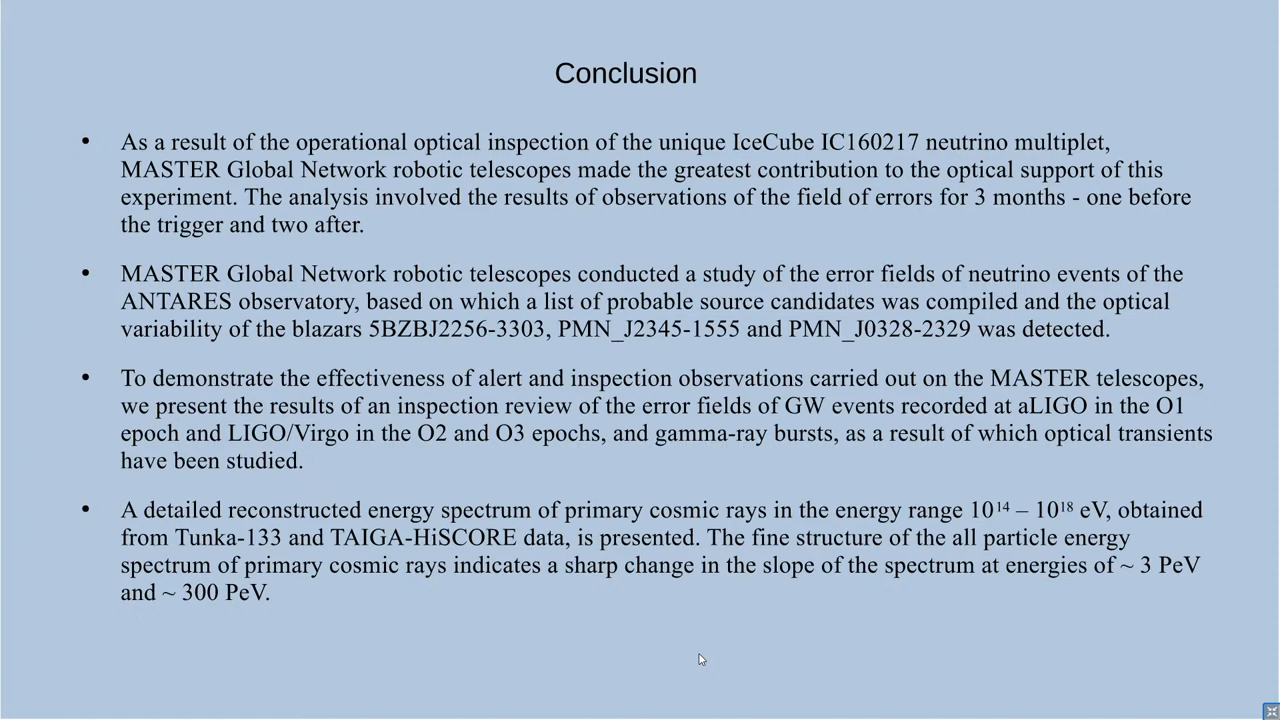 Conclusion
• As a result of the operational optical inspection of the unique IceCube IC160217 neutrino multiplet,
MASTER Global Network robotic telescopes made the greatest contribution to the optical support of this
experiment. The analysis involved the results of observations of the field of errors for 3 months - one before
the trigger and two after.
• MASTER Global Network robotic telescopes conducted a study of the error fields of neutrino events of the
ANTARES observatory, based on which a list of probable source candidates was compiled and the optical
variability of the blazars 5BZBJ2256-3303, PMN_J2345-1555 and PMN_J0328-2329 was detected.
• To demonstrate the effectiveness of alert and inspection observations carried out on the MASTER telescopes,
we present the results of an inspection review of the error fields of GW events recorded at aLIGO in the O1
epoch and LIGO/Virgo in the O2 and O3 epochs, and gamma-ray bursts, as a result of which optical transients
have been studied.
• A detailed reconstructed energy spectrum of primary cosmic rays in the energy range 10¹⁴ – 10¹⁸ eV, obtained
from Tunka-133 and TAIGA-HiSCORE data, is presented. The fine structure of the all particle energy
spectrum of primary cosmic rays indicates a sharp change in the slope of the spectrum at energies of ~ 3 PeV
and ~ 300 PeV.